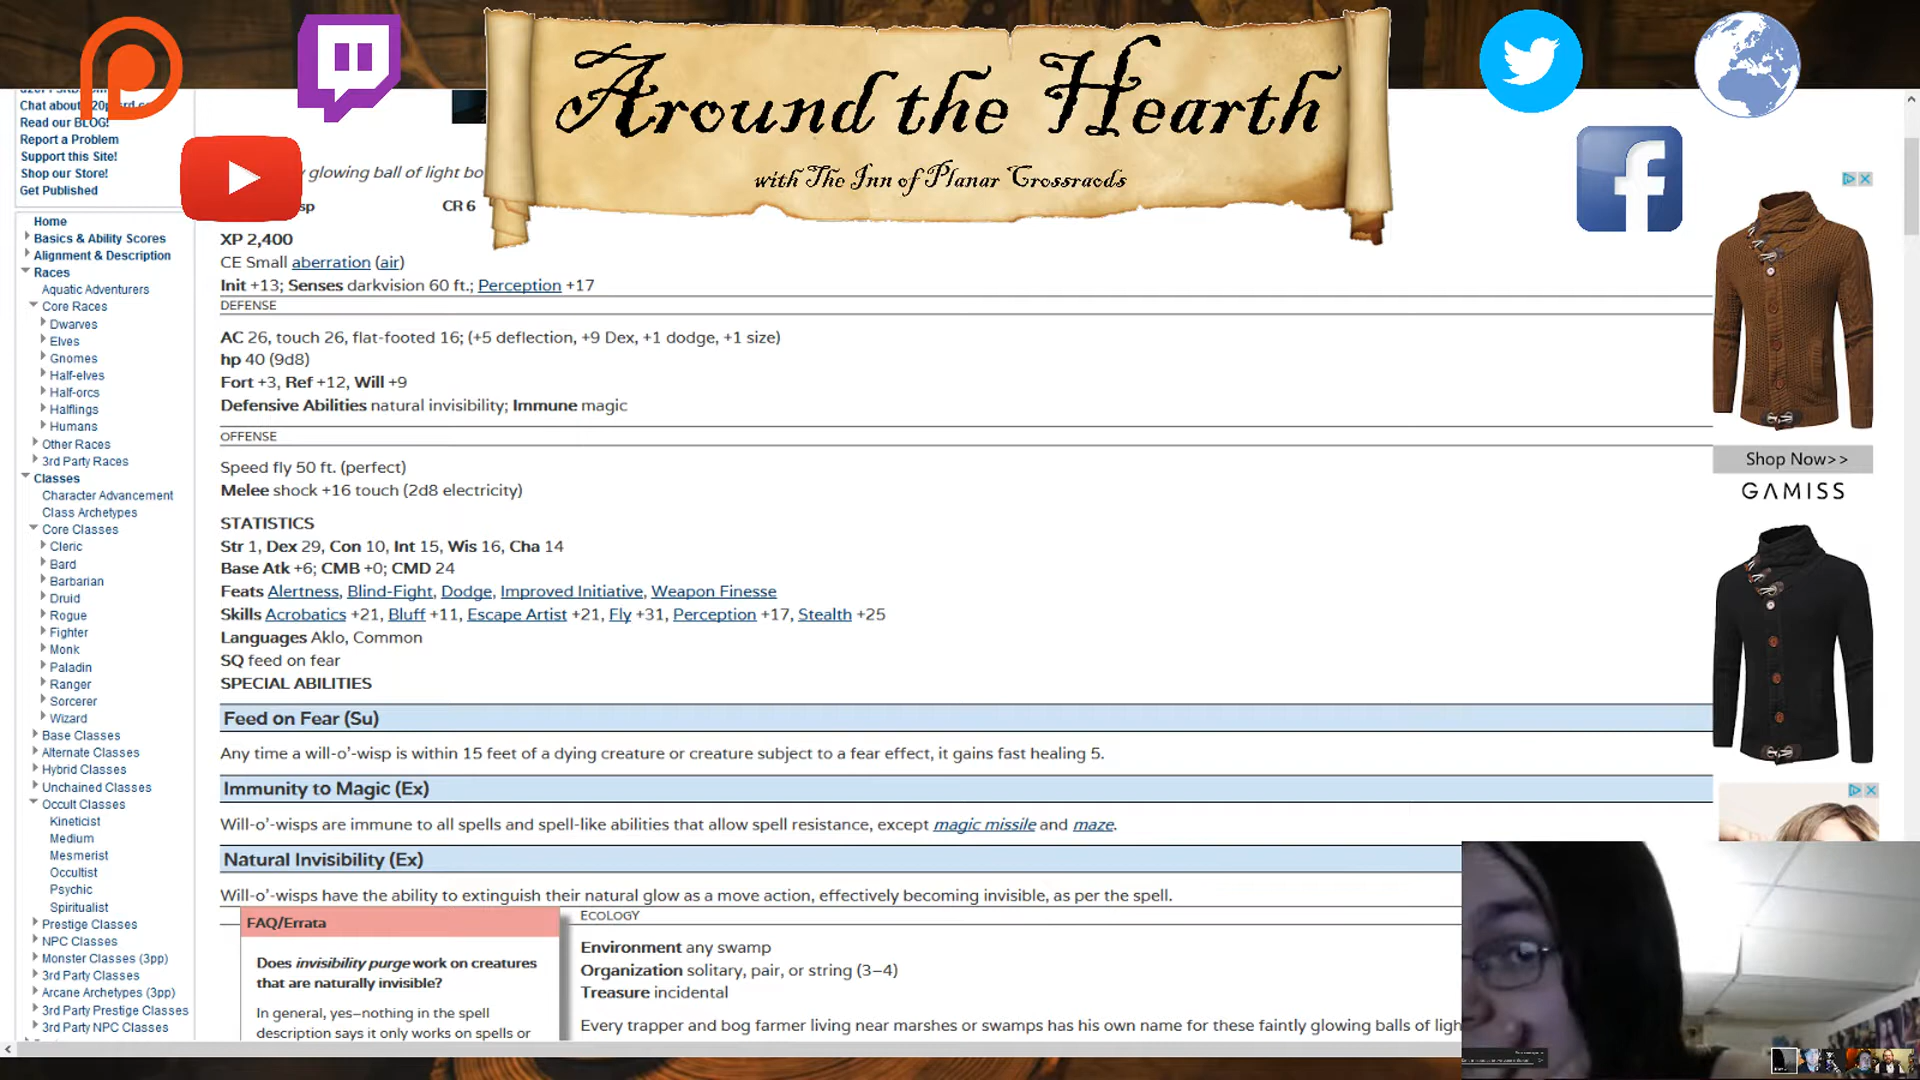 Around the Hearth
with The Inn of Planar Crossraods
Chat about d20pfsrd.co
Read our BLOG!
Report a Problem
Support this Site!
Shop our Store!
Get Published
Home
Basics & Ability Scores
Alignment & Description
Races
Aquatic Adventurers
Core Races
Dwarves
Elves
Gnomes
Half-elves
Half-orcs
Halflings
Humans
Other Races
3rd Party Races
Classes
Character Advancement
Class Archetypes
Core Classes
Cleric
Bard
Barbarian
Druid
Rogue
Fighter
Monk
Paladin
Ranger
Sorcerer
Wizard
Base Classes
Alternate Classes
Hybrid Classes
Unchained Classes
Occult Classes
Kineticist
Medium
Mesmerist
Occultist
Psychic
Spiritualist
Prestige Classes
NPC Classes
Monster Classes (3pp)
3rd Party Classes
Arcane Archetypes (3pp)
3rd Party Prestige Classes
3rd Party NPC Classes
glowing ball of light bo
sp CR 6
XP 2,400
CE Small aberration (air)
Init +13; Senses darkvision 60 ft.; Perception +17
DEFENSE
AC 26, touch 26, flat-footed 16; (+5 deflection, +9 Dex, +1 dodge, +1 size)
hp 40 (9d8)
Fort +3, Ref +12, Will +9
Defensive Abilities natural invisibility; Immune magic
OFFENSE
Speed fly 50 ft. (perfect)
Melee shock +16 touch (2d8 electricity)
STATISTICS
Str 1, Dex 29, Con 10, Int 15, Wis 16, Cha 14
Base Atk +6; CMB +0; CMD 24
Feats Alertness, Blind-Fight, Dodge, Improved Initiative, Weapon Finesse
Skills Acrobatics +21, Bluff +11, Escape Artist +21, Fly +31, Perception +17, Stealth +25
Languages Aklo, Common
SQ feed on fear
SPECIAL ABILITIES
Feed on Fear (Su)
Any time a will-o’-wisp is within 15 feet of a dying creature or creature subject to a fear effect, it gains fast healing 5.
Immunity to Magic (Ex)
Will-o’-wisps are immune to all spells and spell-like abilities that allow spell resistance, except magic missile and maze.
Natural Invisibility (Ex)
Will-o’-wisps have the ability to extinguish their natural glow as a move action, effectively becoming invisible, as per the spell.
FAQ/Errata
Does invisibility purge work on creatures
that are naturally invisible?
In general, yes–nothing in the spell
description says it only works on spells or
ECOLOGY
Environment any swamp
Organization solitary, pair, or string (3–4)
Treasure incidental
Every trapper and bog farmer living near marshes or swamps has his own name for these faintly glowing balls of ligh
Shop Now>>
GAMISS